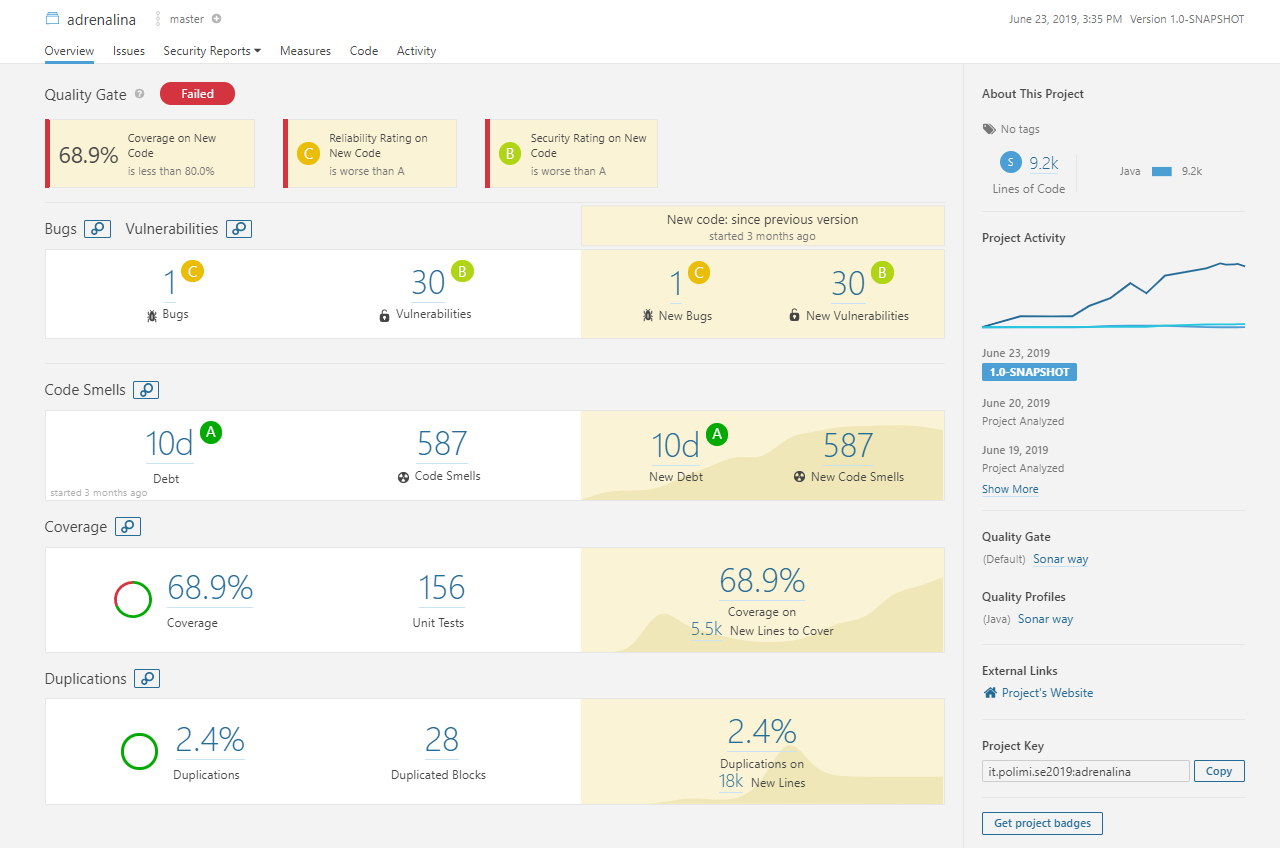 adrenalina master
June 23, 2019, 3:35 PM Version 1.0-SNAPSHOT
Overview Issues Security Reports Measures Code Activity
Quality Gate ? Failed
68.9%
Coverage on New
Code
is less than 80.0%
C
Reliability Rating on
New Code
is worse than A
B
Security Rating on New
Code
is worse than A
Bugs Vulnerabilities
New code: since previous version
started 3 months ago
1 C
Bugs
30 B
Vulnerabilities
1 C
New Bugs
30 B
New Vulnerabilities
Code Smells
10d A
Debt
started 3 months ago
587
Code Smells
10d A
New Debt
587
New Code Smells
Coverage
68.9%
Coverage
156
Unit Tests
68.9%
Coverage on
5.5k New Lines to Cover
Duplications
2.4%
Duplications
28
Duplicated Blocks
2.4%
Duplications on
18k New Lines
About This Project
No tags
S 9.2k
Lines of Code
Java 9.2k
Project Activity
June 23, 2019
1.0-SNAPSHOT
June 20, 2019
Project Analyzed
June 19, 2019
Project Analyzed
Show More
Quality Gate
(Default) Sonar way
Quality Profiles
(Java) Sonar way
External Links
Project's Website
Project Key
it.polimi.se2019:adrenalina Copy
Get project badges